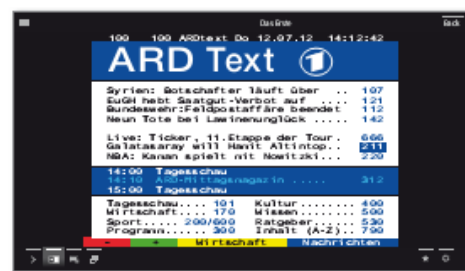 Das Erste
Back
100 100 ARDtext Do 12.07.12 14:12:42
ARD Text
Syrien: Botschafter läuft über .. 107
EuGH hebt Saatgut-Verbot auf .... 121
Bundeswehr:Feldpostaffäre beendet 112
Neun Tote bei Lawinenunglück .... 142
Live: Ticker, 11.Etappe der Tour. 666
Galatasaray will Hamit Altintop.. 211
NBA: Kaman spielt mit Nowitzki... 220
14:00 Tagesschau
14:10 ARD-Mittagsmagazin ..... 312
15:00 Tagesschau
Tagesschau.... 101 Kultur....... 400
Wirtschaft.... 170 Wissen....... 500
Sport..... 200/600 Ratgeber..... 530
Programm...... 300 Inhalt (A-Z).. 790
- + Wirtschaft Nachrichten